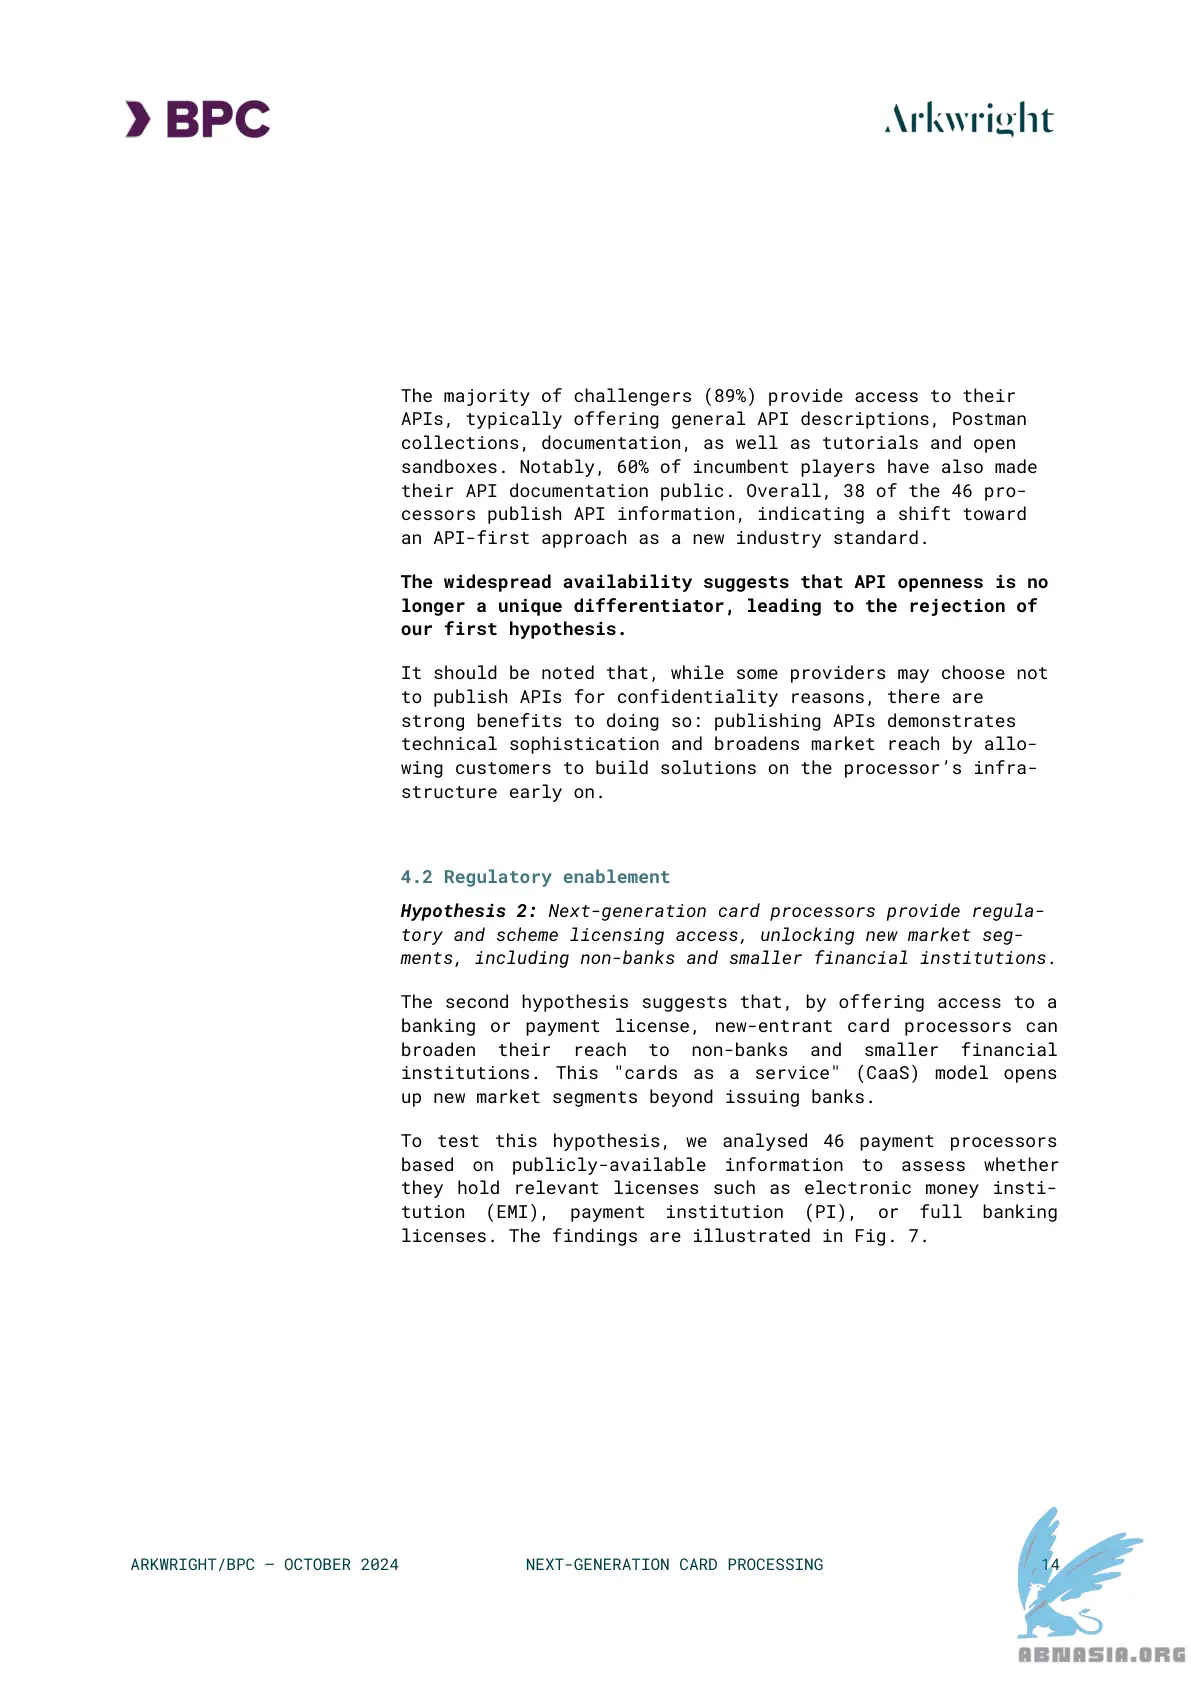 BPC
Arkwright
The majority of challengers (89%) provide access to their
APIs, typically offering general API descriptions, Postman
collections, documentation, as well as tutorials and open
sandboxes. Notably, 60% of incumbent players have also made
their API documentation public. Overall, 38 of the 46 pro-
cessors publish API information, indicating a shift toward
an API-first approach as a new industry standard.
The widespread availability suggests that API openness is no
longer a unique differentiator, leading to the rejection of
our first hypothesis.
It should be noted that, while some providers may choose not
to publish APIs for confidentiality reasons, there are
strong benefits to doing so: publishing APIs demonstrates
technical sophistication and broadens market reach by allo-
wing customers to build solutions on the processor’s infra-
structure early on.
4.2 Regulatory enablement
Hypothesis 2: Next-generation card processors provide regula-
tory and scheme licensing access, unlocking new market seg-
ments, including non-banks and smaller financial institutions.
The second hypothesis suggests that, by offering access to a
banking or payment license, new-entrant card processors can
broaden their reach to non-banks and smaller financial
institutions. This "cards as a service" (CaaS) model opens
up new market segments beyond issuing banks.
To test this hypothesis, we analysed 46 payment processors
based on publicly-available information to assess whether
they hold relevant licenses such as electronic money insti-
tution (EMI), payment institution (PI), or full banking
licenses. The findings are illustrated in Fig. 7.
ARKWRIGHT/BPC — OCTOBER 2024 NEXT-GENERATION CARD PROCESSING 14
ABNASIA.ORG